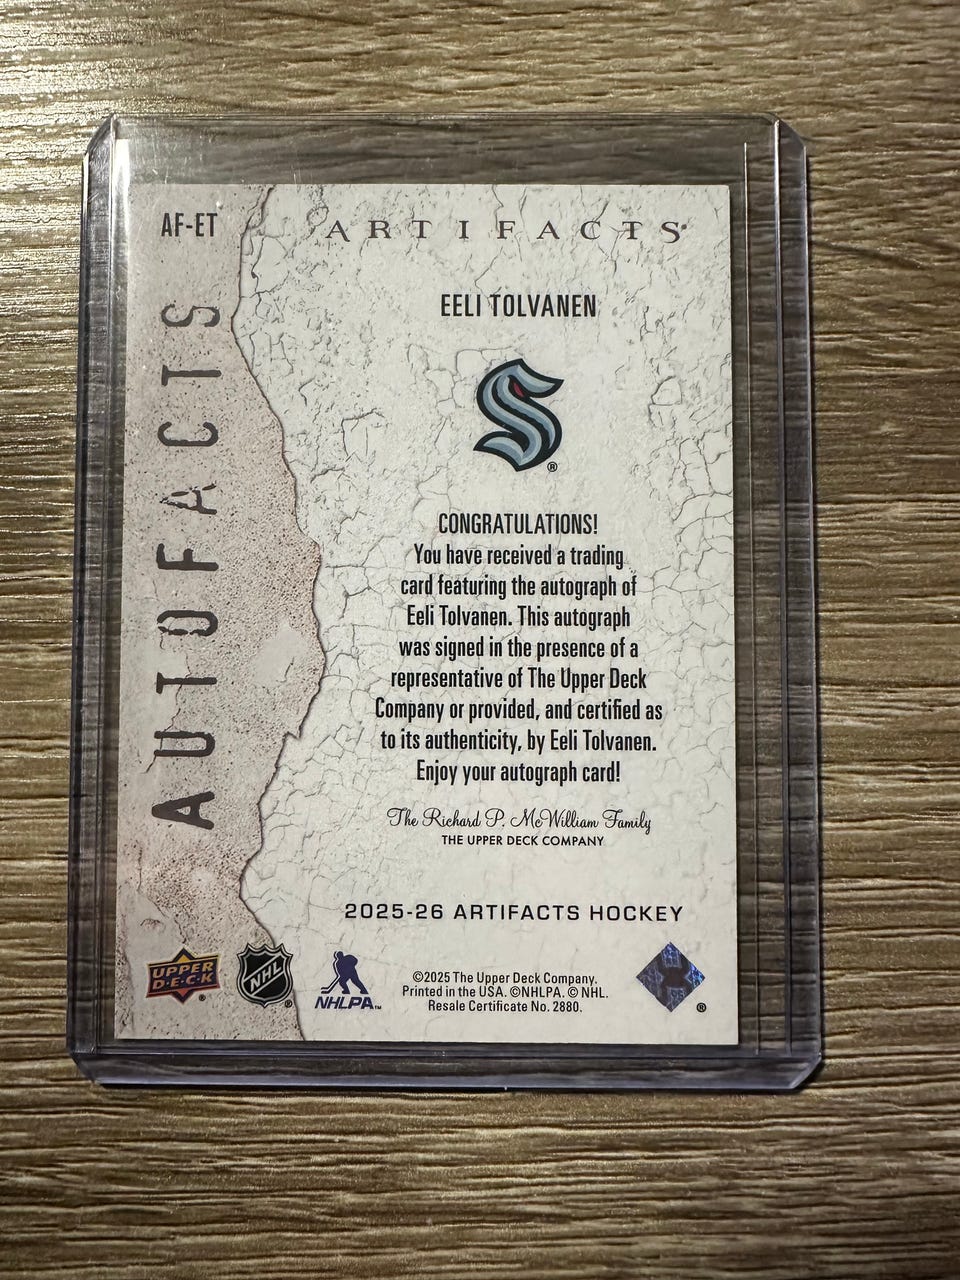 AF-ET
ARTIFACTS
AUTOFACTS
EELI TOLVANEN
®
CONGRATULATIONS!
You have received a trading
card featuring the autograph of
Eeli Tolvanen. This autograph
was signed in the presence of a
representative of The Upper Deck
Company or provided, and certified as
to its authenticity, by Eeli Tolvanen.
Enjoy your autograph card!
The Richard P. McWilliam Family
THE UPPER DECK COMPANY
2025-26 ARTIFACTS HOCKEY
UPPER
D·E·C·K
®
NHL
®
NHLPA™
©2025 The Upper Deck Company.
Printed in the USA. ©NHLPA. © NHL.
Resale Certificate No. 2880.
®